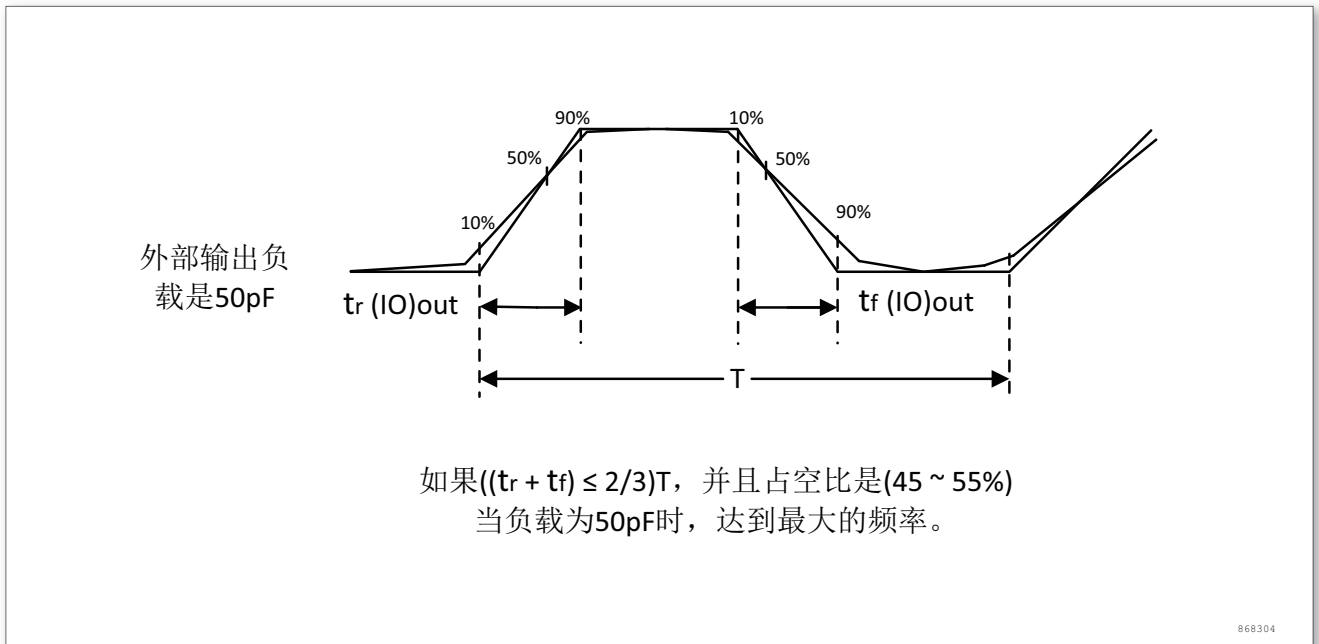 90%
10%
50%
50%
10%
90%
外部输出负
载是50pF
tr (IO)out
tf (IO)out
T
如果((tr + tf) ≤ 2/3)T，并且占空比是(45 ~ 55%)
当负载为50pF时，达到最大的频率。
868304